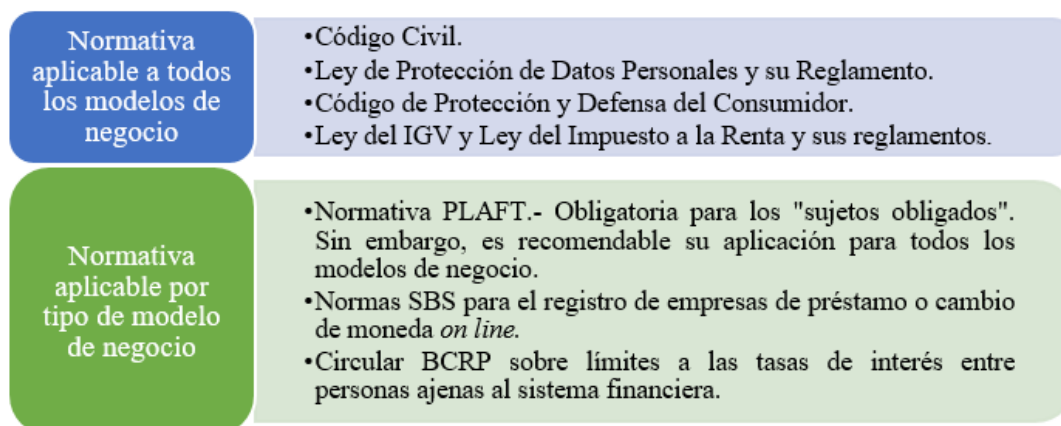 Normativa
aplicable a todos
los modelos de
negocio
•Código Civil.
•Ley de Protección de Datos Personales y su Reglamento.
•Código de Protección y Defensa del Consumidor.
•Ley del IGV y Ley del Impuesto a la Renta y sus reglamentos.
Normativa
aplicable por
tipo de modelo
de negocio
•Normativa PLAFT.- Obligatoria para los "sujetos obligados".
Sin embargo, es recomendable su aplicación para todos los
modelos de negocio.
•Normas SBS para el registro de empresas de préstamo o cambio
de moneda on line.
•Circular BCRP sobre límites a las tasas de interés entre
personas ajenas al sistema financiera.